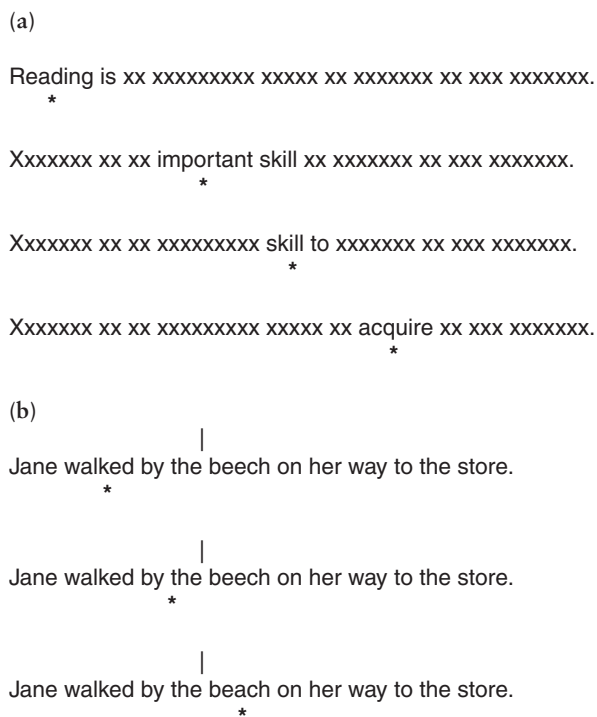 (a)
Reading is xx xxxxxxxxx xxxxx xx xxxxxxx xx xxx xxxxxxx.
*
Xxxxxxx xx xx important skill xx xxxxxxx xx xxx xxxxxxx.
*
Xxxxxxx xx xx xxxxxxxxx skill to xxxxxxx xx xxx xxxxxxx.
*
Xxxxxxx xx xx xxxxxxxxx xxxxx xx acquire xx xxx xxxxxxx.
*
(b)
|
Jane walked by the beech on her way to the store.
*
|
Jane walked by the beech on her way to the store.
*
|
Jane walked by the beach on her way to the store.
*